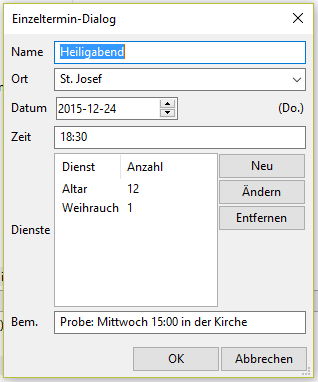 Einzeltermin-Dialog
Name Heiligabend
Ort St. Josef
Datum 2015-12-24 (Do.)
Zeit 18:30
Dienst Anzahl Neu
Altar 12 Ändern
Weihrauch 1 Entfernen
Dienste
Bem. Probe: Mittwoch 15:00 in der Kirche
OK Abbrechen